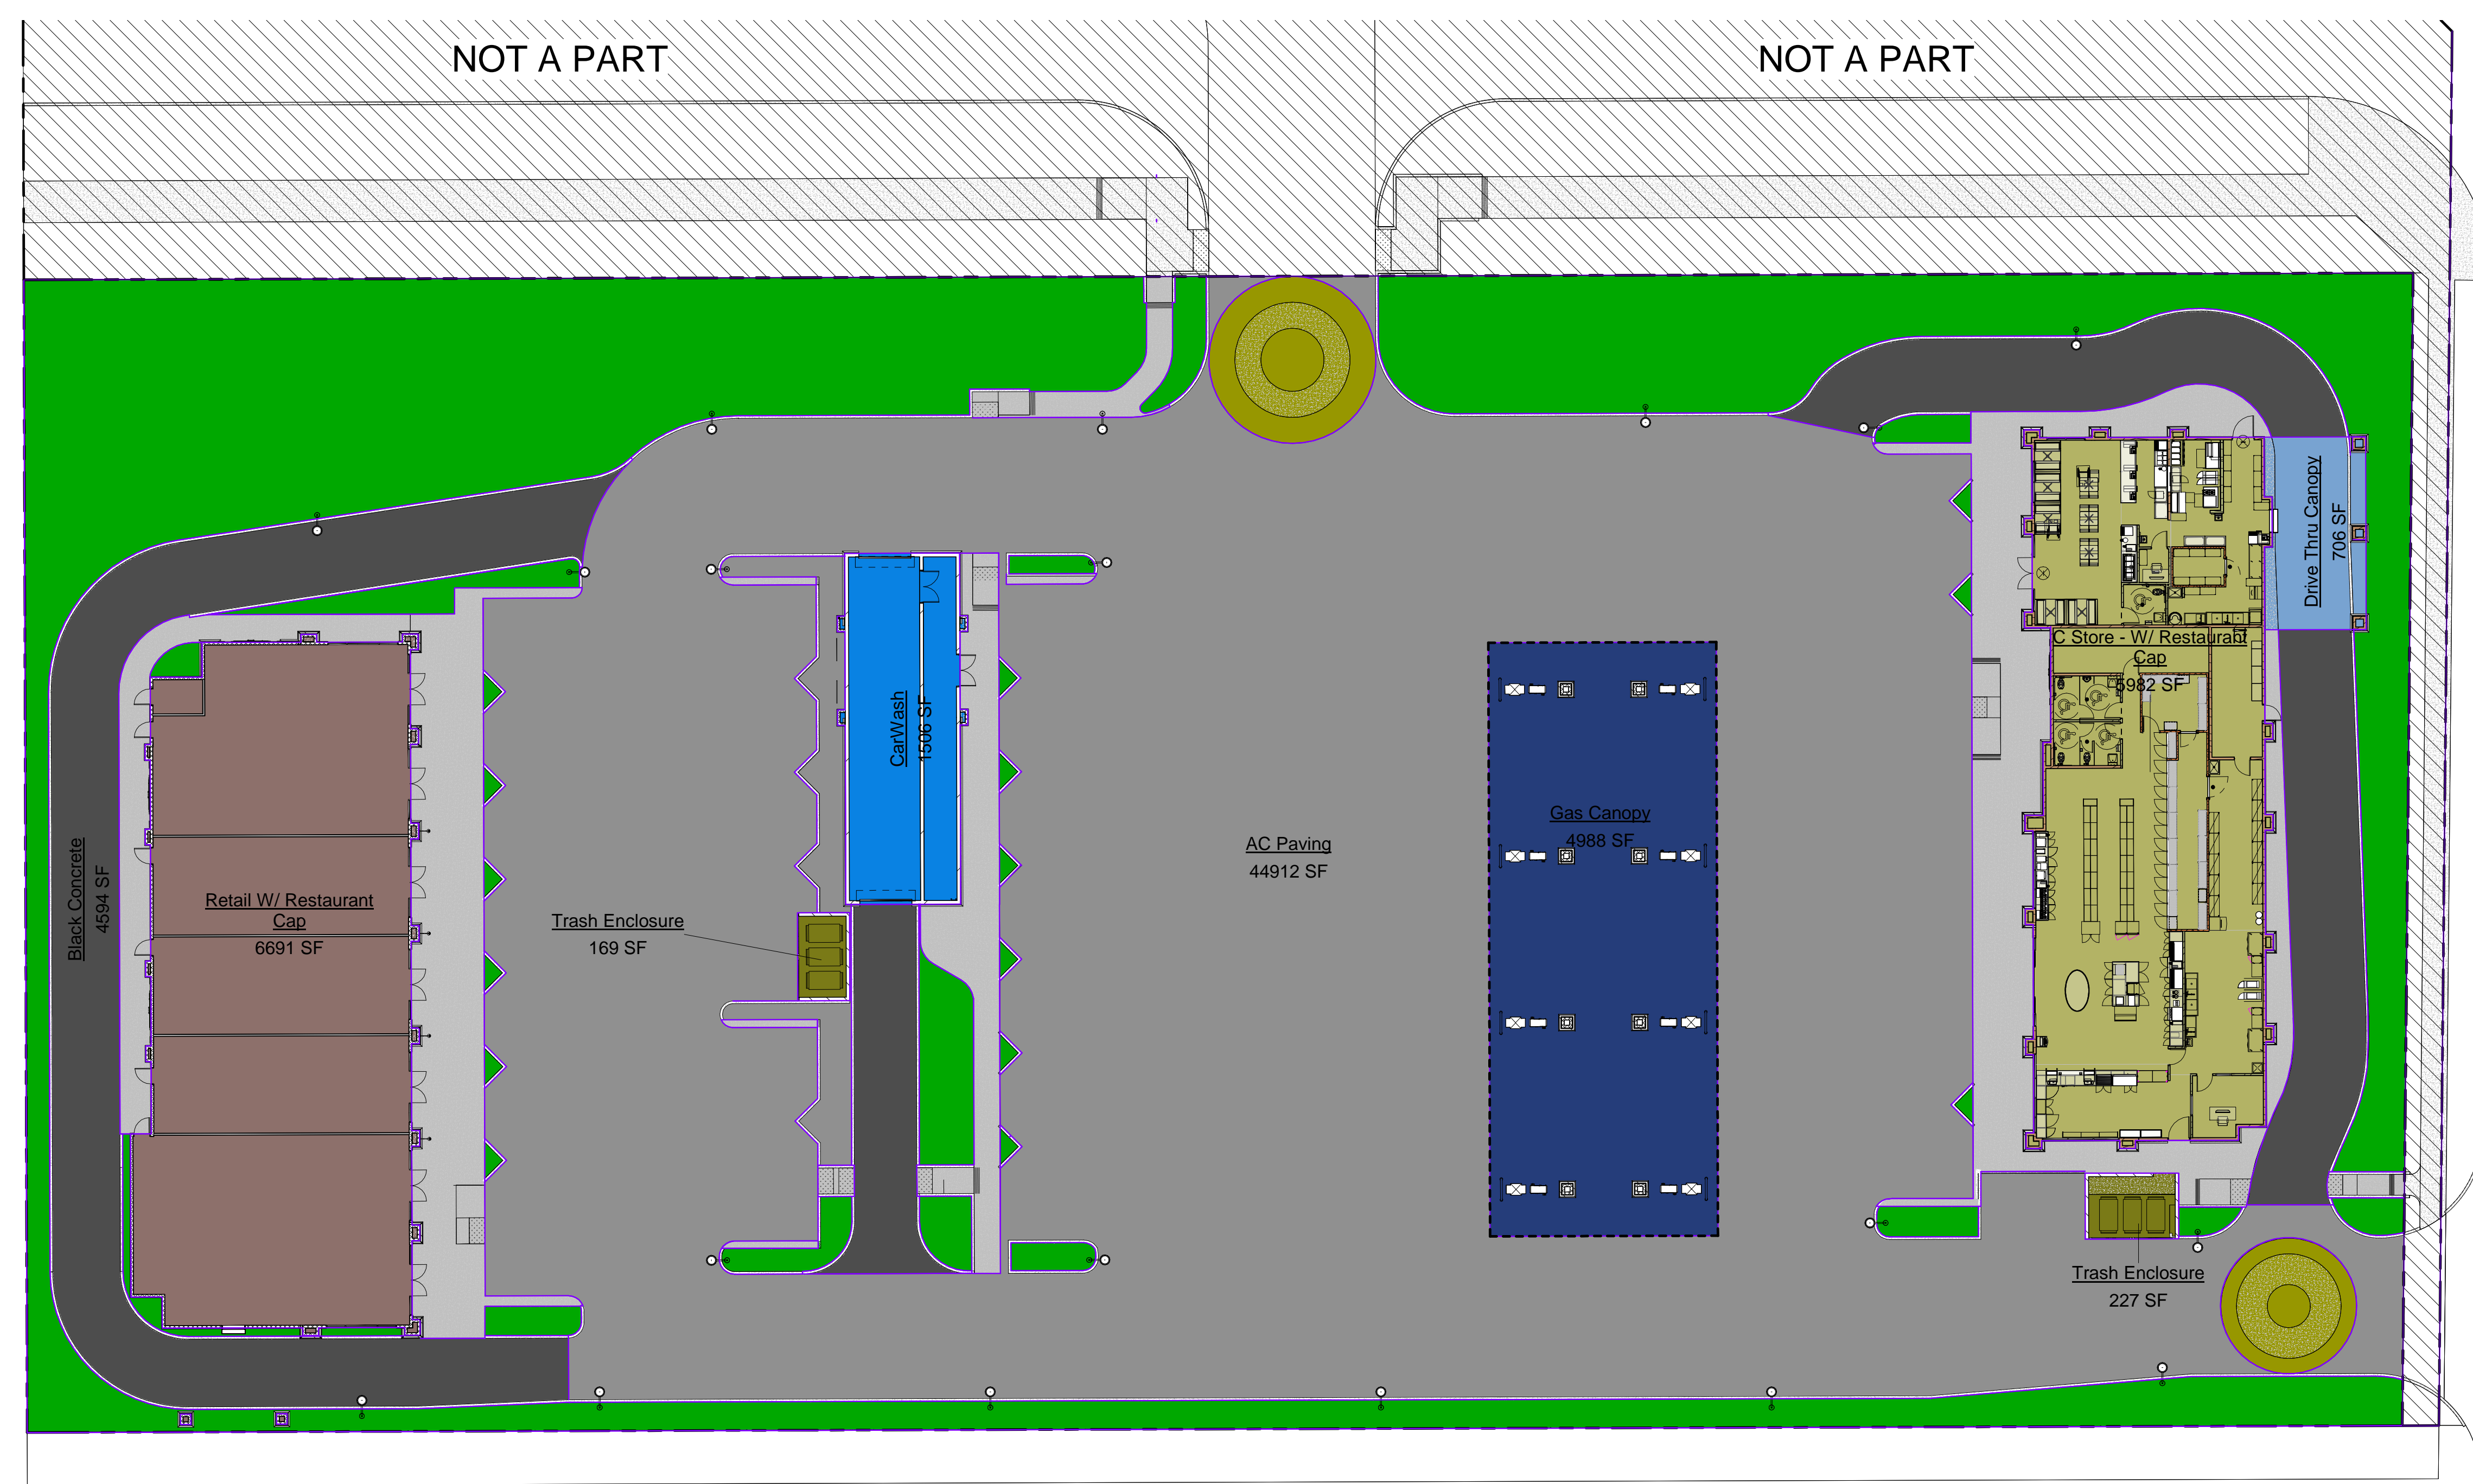 NOT A PART
NOT A PART
Drive Thru Canopy
706 SF
C Store - W/ Restaurant
Cap
5982 SF
CarWash
1506 SF
Gas Canopy
4988 SF
AC Paving
44912 SF
Black Concrete
4594 SF
Retail W/ Restaurant
Cap
6691 SF
Trash Enclosure
169 SF
Trash Enclosure
227 SF